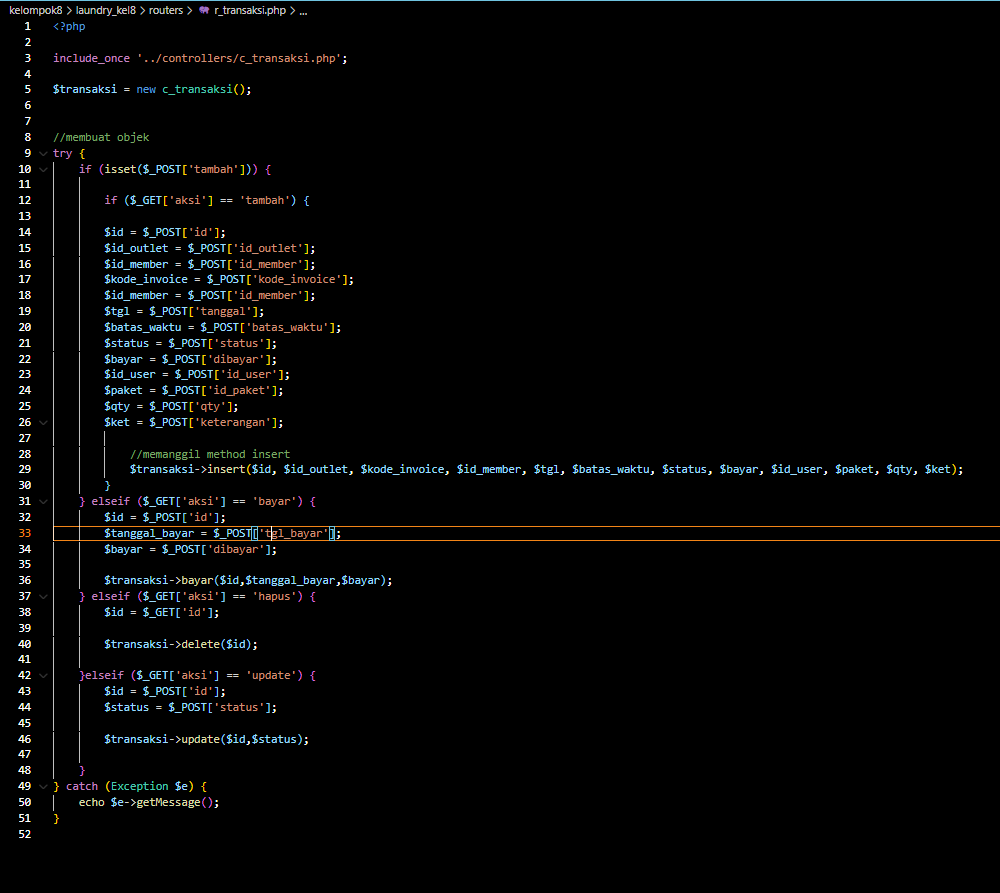 kelompok8 > laundry_kel8 > routers > r_transaksi.php > ...
1 <?php
2
3 include_once '../controllers/c_transaksi.php';
4
5 $transaksi = new c_transaksi();
6
7
8 //membuat objek
9 try {
10     if (isset($_POST['tambah'])) {
11
12         if ($_GET['aksi'] == 'tambah') {
13
14         $id = $_POST['id'];
15         $id_outlet = $_POST['id_outlet'];
16         $id_member = $_POST['id_member'];
17         $kode_invoice = $_POST['kode_invoice'];
18         $id_member = $_POST['id_member'];
19         $tgl = $_POST['tanggal'];
20         $batas_waktu = $_POST['batas_waktu'];
21         $status = $_POST['status'];
22         $bayar = $_POST['dibayar'];
23         $id_user = $_POST['id_user'];
24         $paket = $_POST['id_paket'];
25         $qty = $_POST['qty'];
26         $ket = $_POST['keterangan'];
27
28             //memanggil method insert
29             $transaksi->insert($id, $id_outlet, $kode_invoice, $id_member, $tgl, $batas_waktu, $status, $bayar, $id_user, $paket, $qty, $ket);
30         }
31     } elseif ($_GET['aksi'] == 'bayar') {
32         $id = $_POST['id'];
33         $tanggal_bayar = $_POST['tgl_bayar'];
34         $bayar = $_POST['dibayar'];
35
36         $transaksi->bayar($id,$tanggal_bayar,$bayar);
37     } elseif ($_GET['aksi'] == 'hapus') {
38         $id = $_GET['id'];
39
40         $transaksi->delete($id);
41
42     }elseif ($_GET['aksi'] == 'update') {
43         $id = $_POST['id'];
44         $status = $_POST['status'];
45
46         $transaksi->update($id,$status);
47
48     }
49 } catch (Exception $e) {
50     echo $e->getMessage();
51 }
52